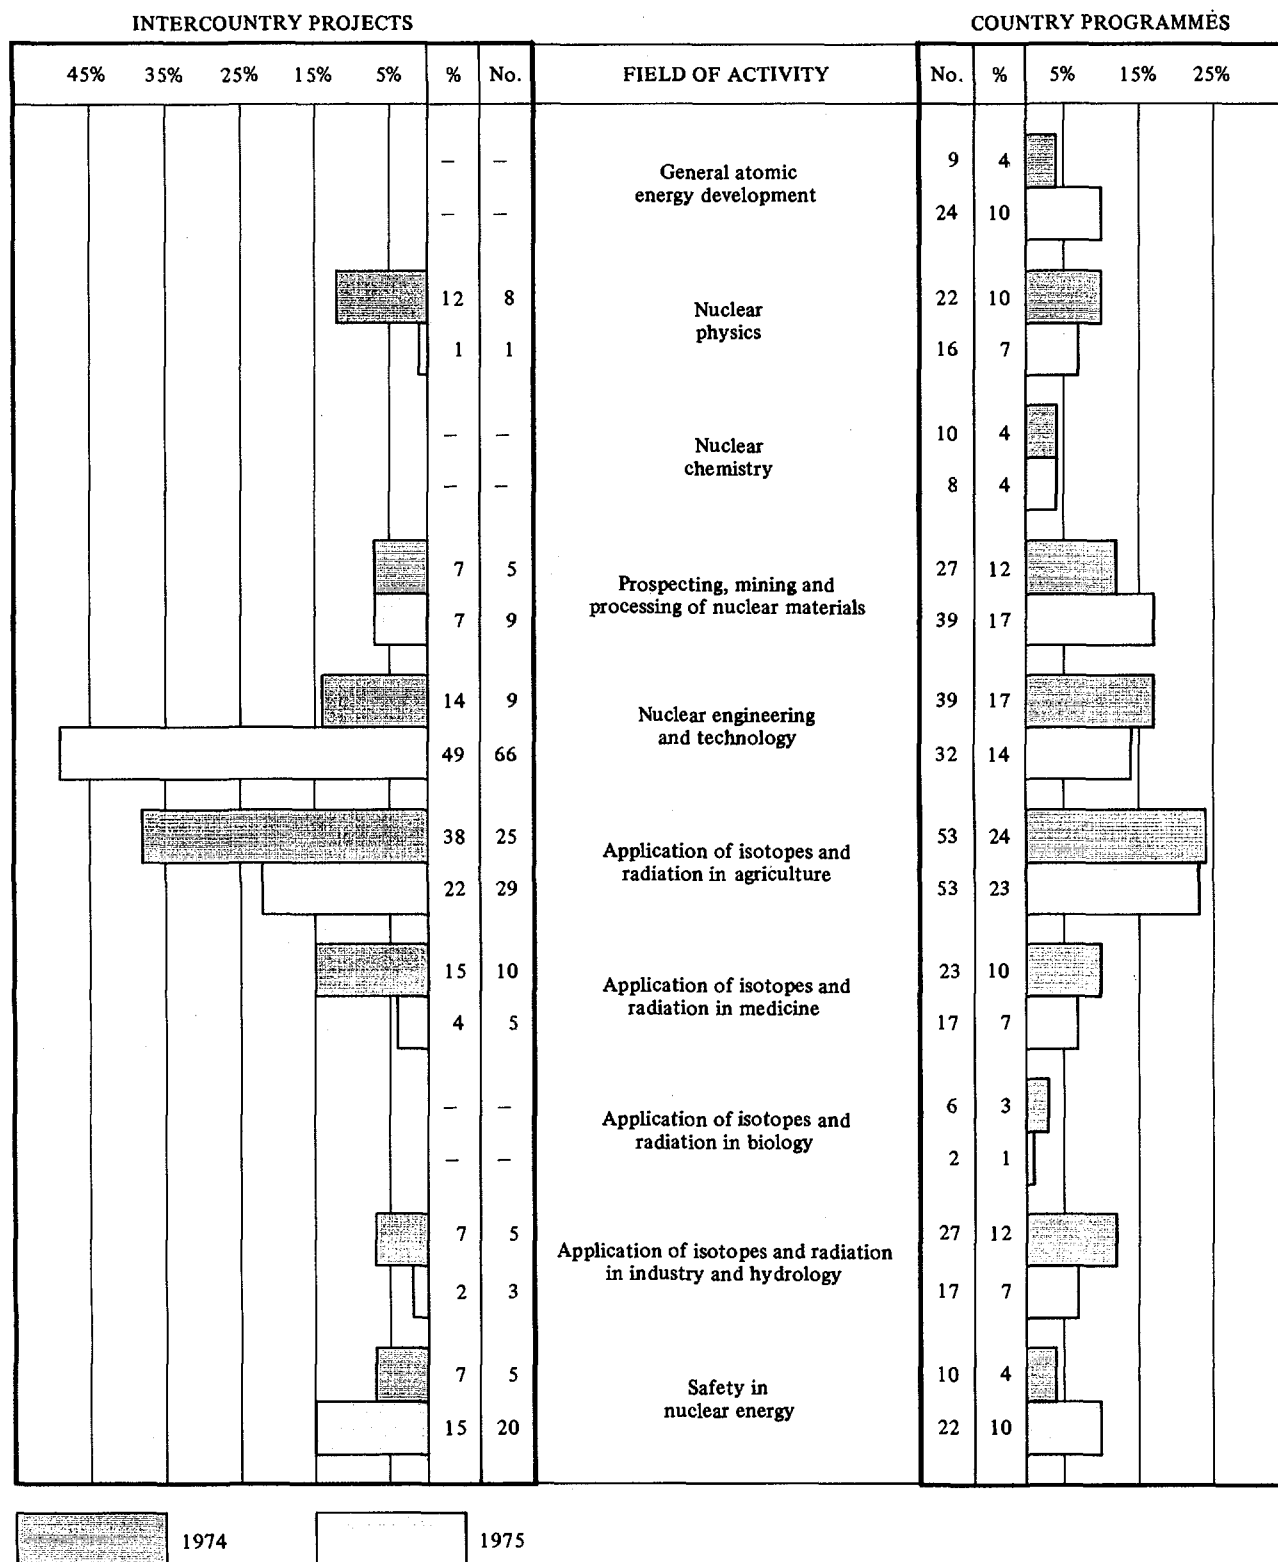 INTERCOUNTRY PROJECTS COUNTRY PROGRAMMES
45% 35% 25% 15% 5% % No. FIELD OF ACTIVITY No. % 5% 15% 25%
– – 9 4
General atomic
energy development
– – 24 10
12 8 22 10
Nuclear
physics
1 1 16 7
– – 10 4
Nuclear
chemistry
– – 8 4
7 5 27 12
Prospecting, mining and
processing of nuclear materials
7 9 39 17
14 9 39 17
Nuclear engineering
and technology
49 66 32 14
38 25 53 24
Application of isotopes and
radiation in agriculture
22 29 53 23
15 10 23 10
Application of isotopes and
radiation in medicine
4 5 17 7
– – 6 3
Application of isotopes and
radiation in biology
– – 2 1
7 5 27 12
Application of isotopes and radiation
in industry and hydrology
2 3 17 7
7 5 10 4
Safety in
nuclear energy
15 20 22 10
1974 1975